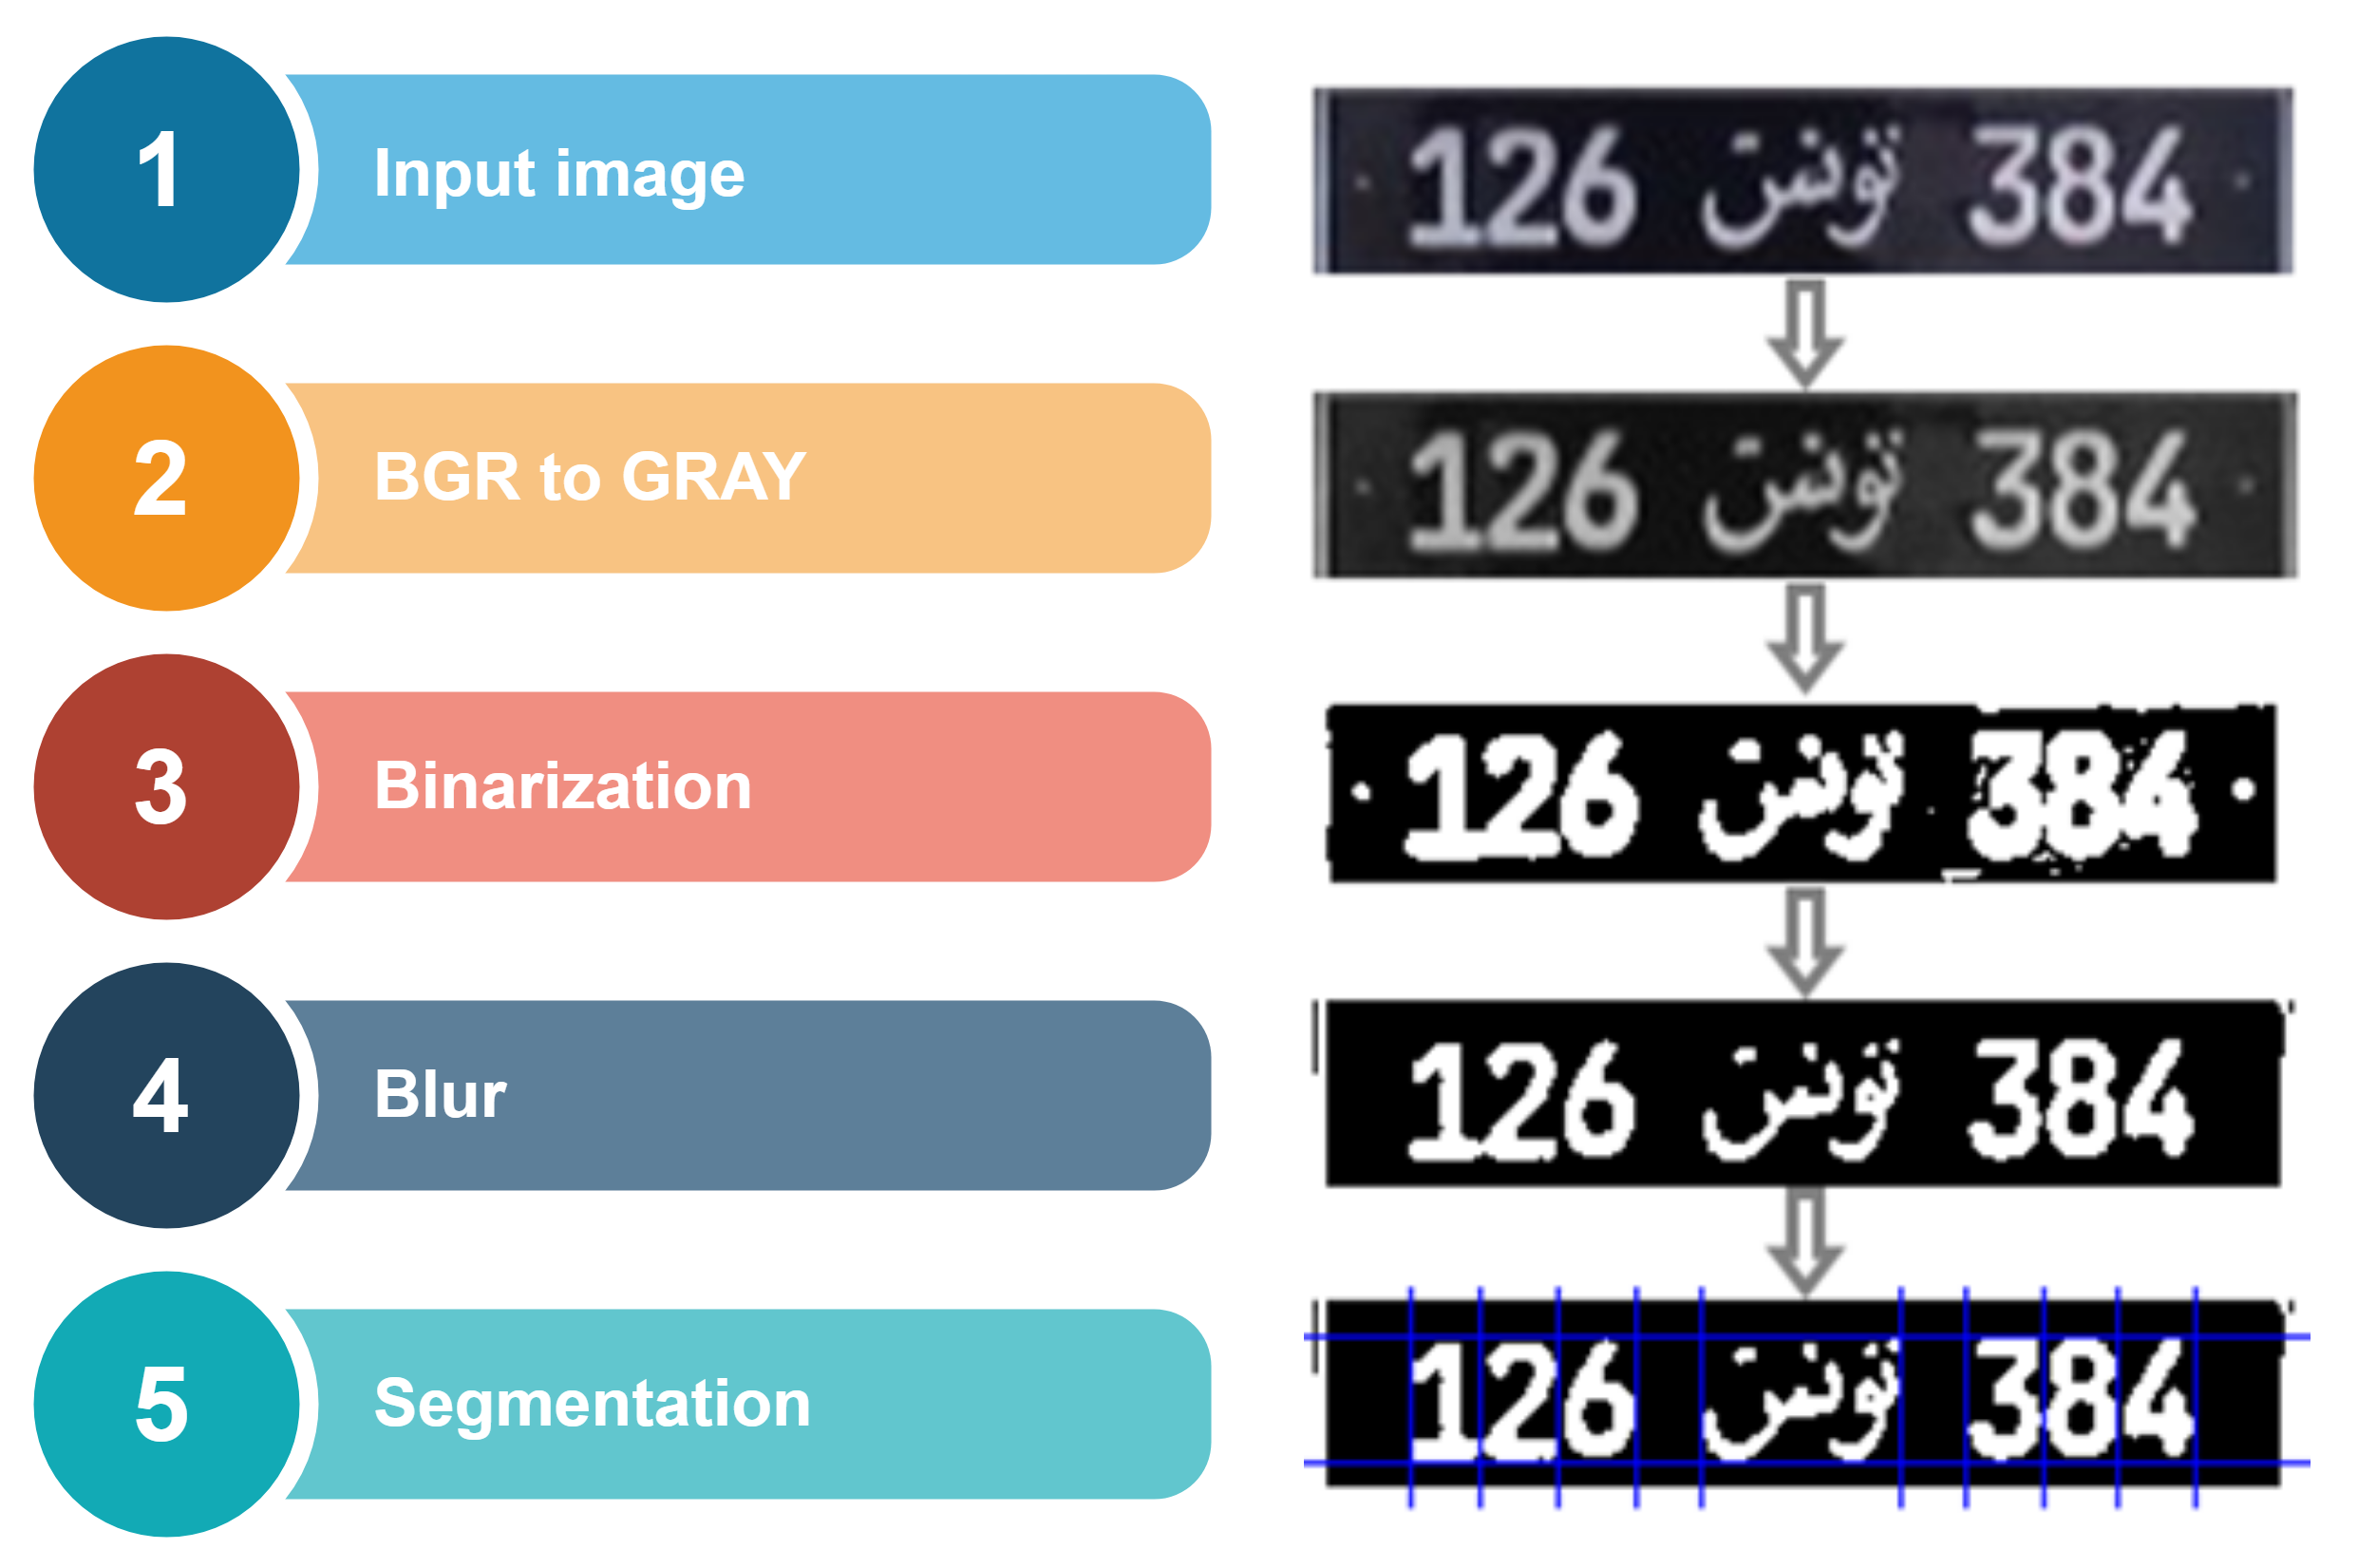 1
Input image
126 تونس 384
2
BGR to GRAY
126 تونس 384
3
Binarization
126 تونس 384
4
Blur
126 تونس 384
5
Segmentation
126 تونس 384